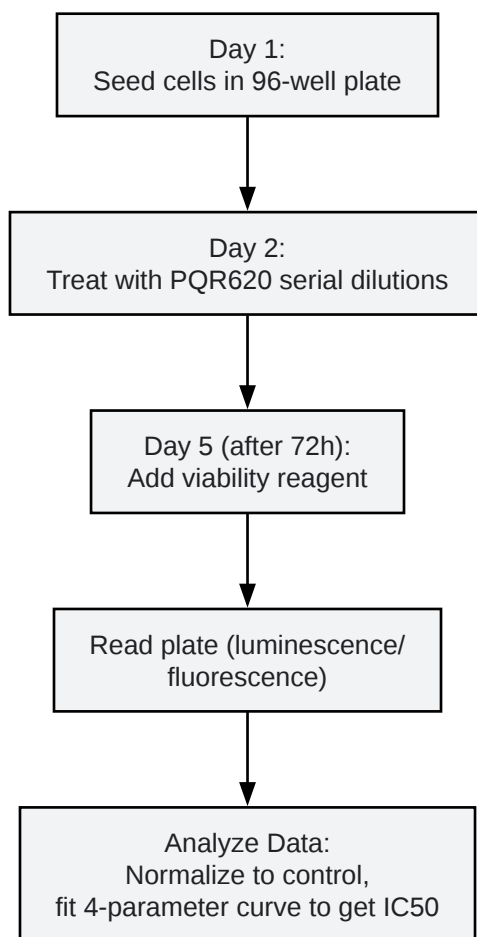 Day 1:
Seed cells in 96-well plate
Day 2:
Treat with PQR620 serial dilutions
Day 5 (after 72h):
Add viability reagent
Read plate (luminescence/
fluorescence)
Analyze Data:
Normalize to control,
fit 4-parameter curve to get IC50